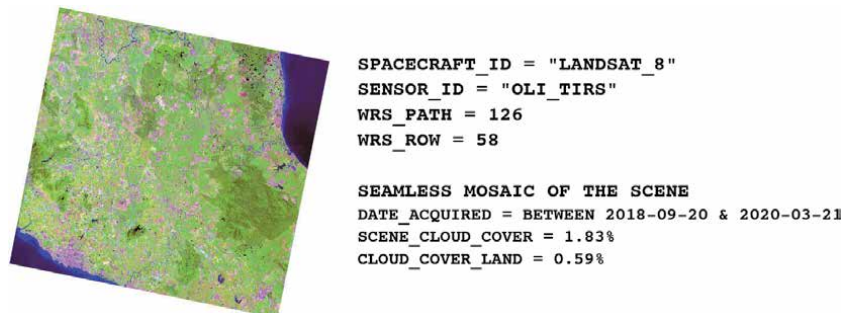 SPACECRAFT_ID = "LANDSAT_8"
SENSOR_ID = "OLI_TIRS"
WRS_PATH = 126
WRS_ROW = 58
SEAMLESS MOSAIC OF THE SCENE
DATE_ACQUIRED = BETWEEN 2018-09-20 & 2020-03-21
SCENE_CLOUD_COVER = 1.83%
CLOUD_COVER_LAND = 0.59%